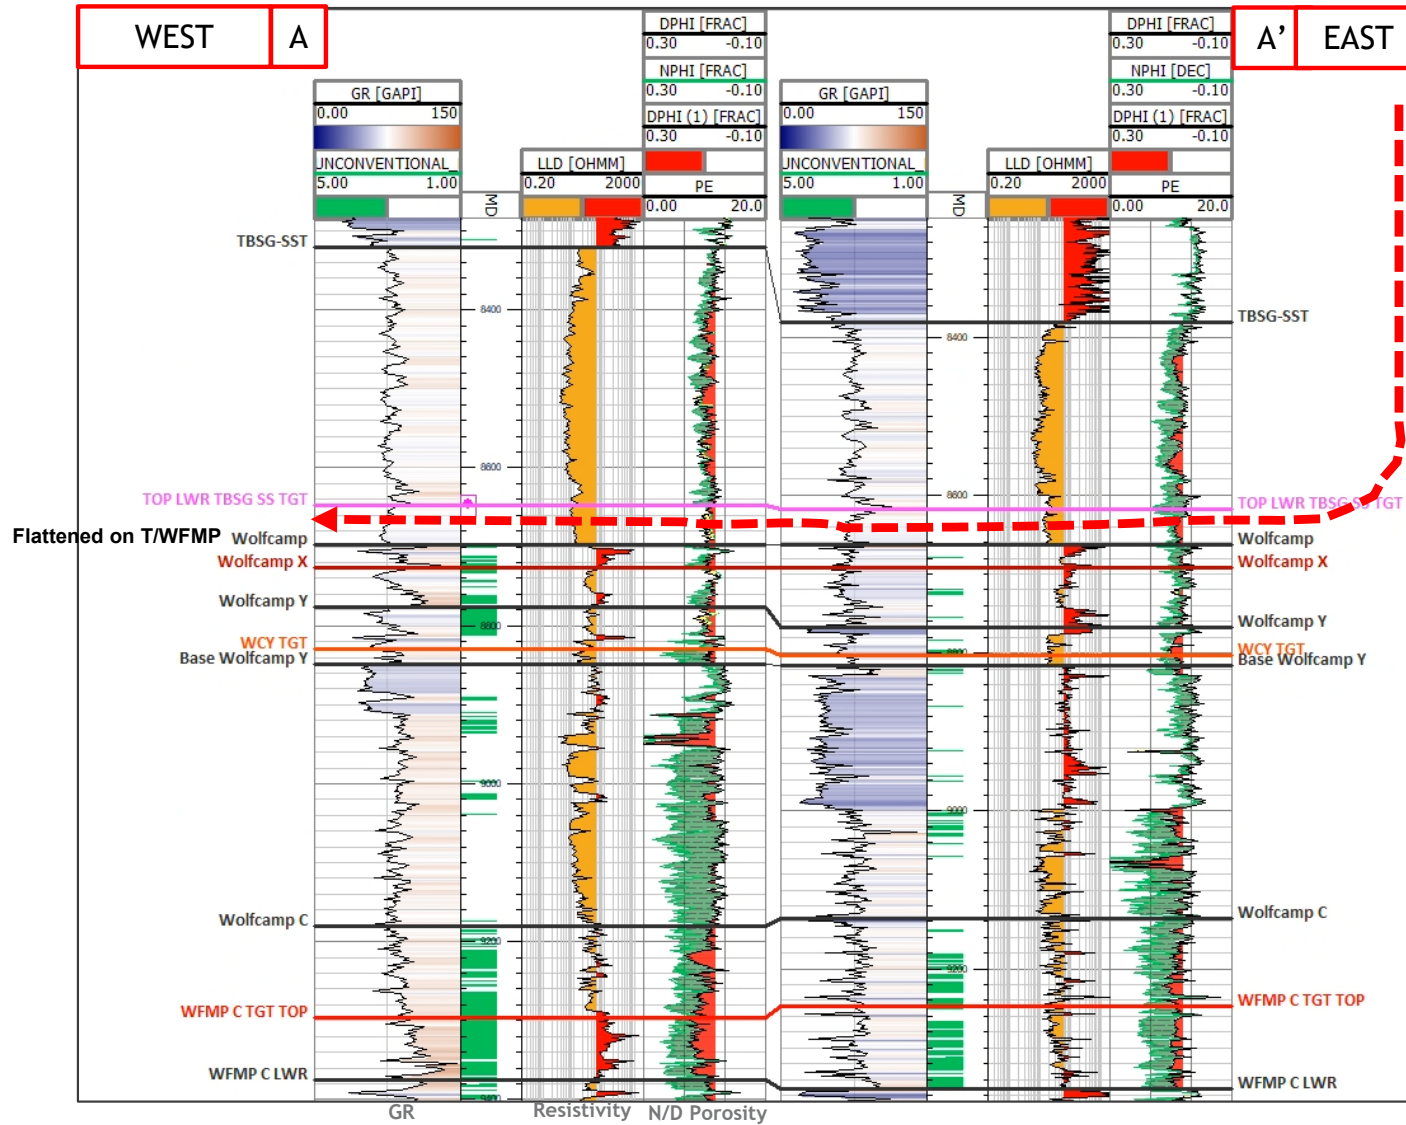 WEST A
A' EAST
DPHI [FRAC]
0.30 -0.10
NPHI [FRAC]
0.30 -0.10
DPHI (1) [FRAC]
0.30 -0.10
PE
0.00 20.0
GR [GAPI]
0.00 150
UNCONVENTIONAL_
5.00 1.00
MD
LLD [OHMM]
0.20 2000
DPHI [FRAC]
0.30 -0.10
NPHI [DEC]
0.30 -0.10
DPHI (1) [FRAC]
0.30 -0.10
PE
0.00 20.0
GR [GAPI]
0.00 150
UNCONVENTIONAL_
5.00 1.00
MD
LLD [OHMM]
0.20 2000
TBSG-SST
TOP LWR TBSG SS TGT
Flattened on T/WFMP
Wolfcamp
Wolfcamp X
Wolfcamp Y
WCY TGT
Base Wolfcamp Y
Wolfcamp C
WFMP C TGT TOP
WFMP C LWR
8400
8600
8800
9000
9200
8400
8600
9000
9200
TBSG-SST
TOP LWR TBSG SS TGT
Wolfcamp
Wolfcamp X
Wolfcamp Y
WCY TGT
Base Wolfcamp Y
Wolfcamp C
WFMP C TGT TOP
WFMP C LWR
GR Resistivity N/D Porosity